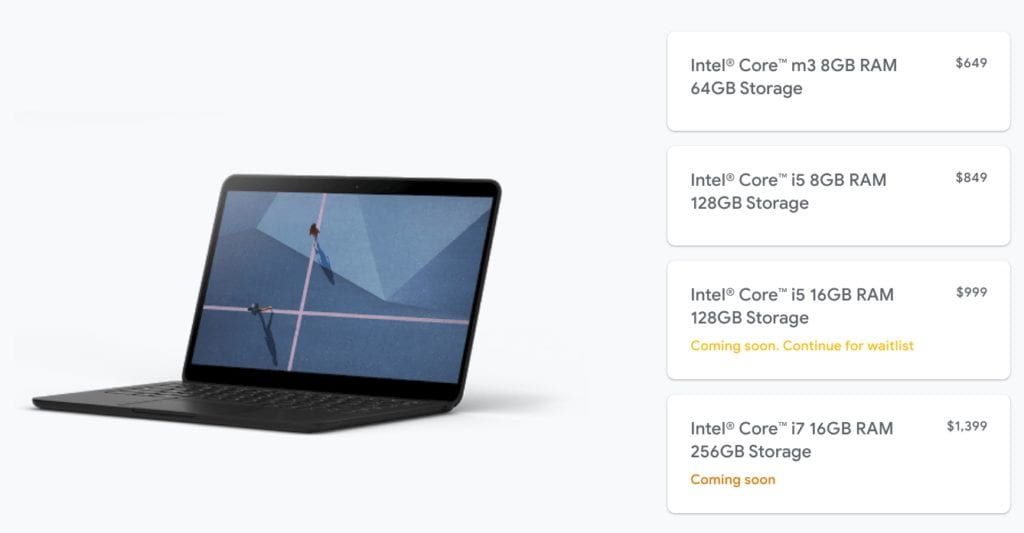 Intel® Core™ m3 8GB RAM
64GB Storage
$649
Intel® Core™ i5 8GB RAM
128GB Storage
$849
Intel® Core™ i5 16GB RAM
128GB Storage
$999
Coming soon. Continue for waitlist
Intel® Core™ i7 16GB RAM
256GB Storage
$1,399
Coming soon